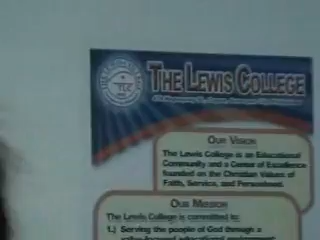 TLC
THE LEWIS COLLEGE
OUR VISION
The Lewis College is an Educational
Community and a Center of Excellence
founded on the Christian Values of
Faith, Service, and
OUR MISSION
The Lewis College is committed to:
1.) Serving the people of God through a